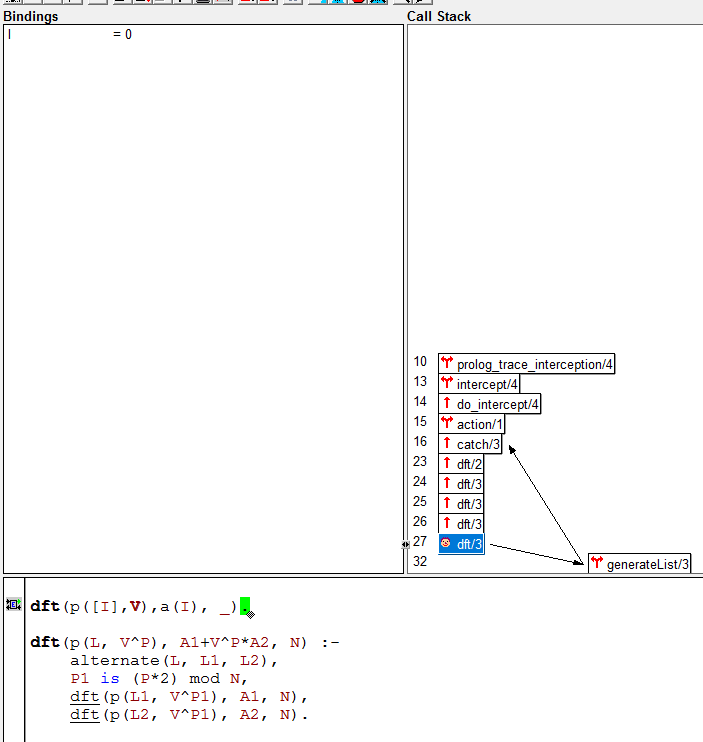 Bindings
I = 0
Call Stack
10 prolog_trace_interception/4
13 intercept/4
14 do_intercept/4
15 action/1
16 catch/3
23 dft/2
24 dft/3
25 dft/3
26 dft/3
27 dft/3
32 generateList/3
dft(p([I],V),a(I), _).
dft(p(L, V^P), A1+V^P*A2, N) :-
alternate(L, L1, L2),
P1 is (P*2) mod N,
dft(p(L1, V^P1), A1, N),
dft(p(L2, V^P1), A2, N).